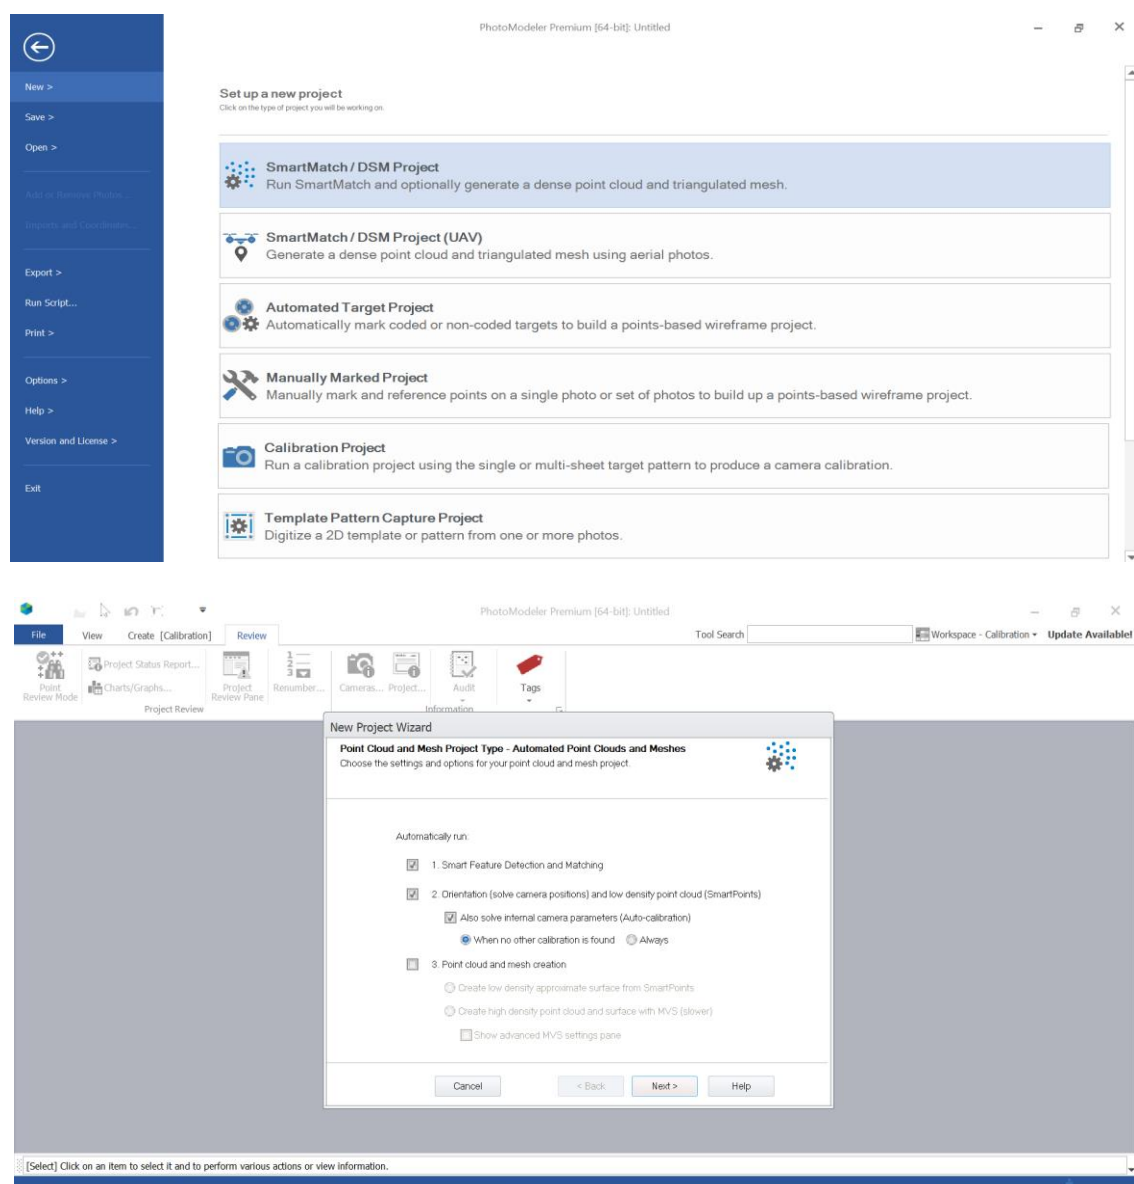 PhotoModeler Premium [64-bit]: Untitled
New >
Save >
Open >
Add or Remove Photos...
Imports and Coordinates...
Export >
Run Script...
Print >
Options >
Help >
Version and License >
Exit
Set up a new project
Click on the type of project you will be working on.
SmartMatch / DSM Project
Run SmartMatch and optionally generate a dense point cloud and triangulated mesh.
SmartMatch / DSM Project (UAV)
Generate a dense point cloud and triangulated mesh using aerial photos.
Automated Target Project
Automatically mark coded or non-coded targets to build a points-based wireframe project.
Manually Marked Project
Manually mark and reference points on a single photo or set of photos to build up a points-based wireframe project.
Calibration Project
Run a calibration project using the single or multi-sheet target pattern to produce a camera calibration.
Template Pattern Capture Project
Digitize a 2D template or pattern from one or more photos.
PhotoModeler Premium [64-bit]: Untitled
File View Create [Calibration] Review Tool Search Workspace - Calibration Update Available!
Point Review Mode
Project Status Report...
Charts/Graphs...
Project Review Pane
Project Review
1
2
3
Renumber...
Cameras... Project... Audit
Information
Tags
New Project Wizard
Point Cloud and Mesh Project Type - Automated Point Clouds and Meshes
Choose the settings and options for your point cloud and mesh project.
Automatically run:
1. Smart Feature Detection and Matching
2. Orientation (solve camera positions) and low density point cloud (SmartPoints)
Also solve internal camera parameters (Auto-calibration)
When no other calibration is found Always
3. Point cloud and mesh creation
Create low density approximate surface from SmartPoints
Create high density point cloud and surface with MVS (slower)
Show advanced MVS settings pane
Cancel < Back Next > Help
[Select] Click on an item to select it and to perform various actions or view information.